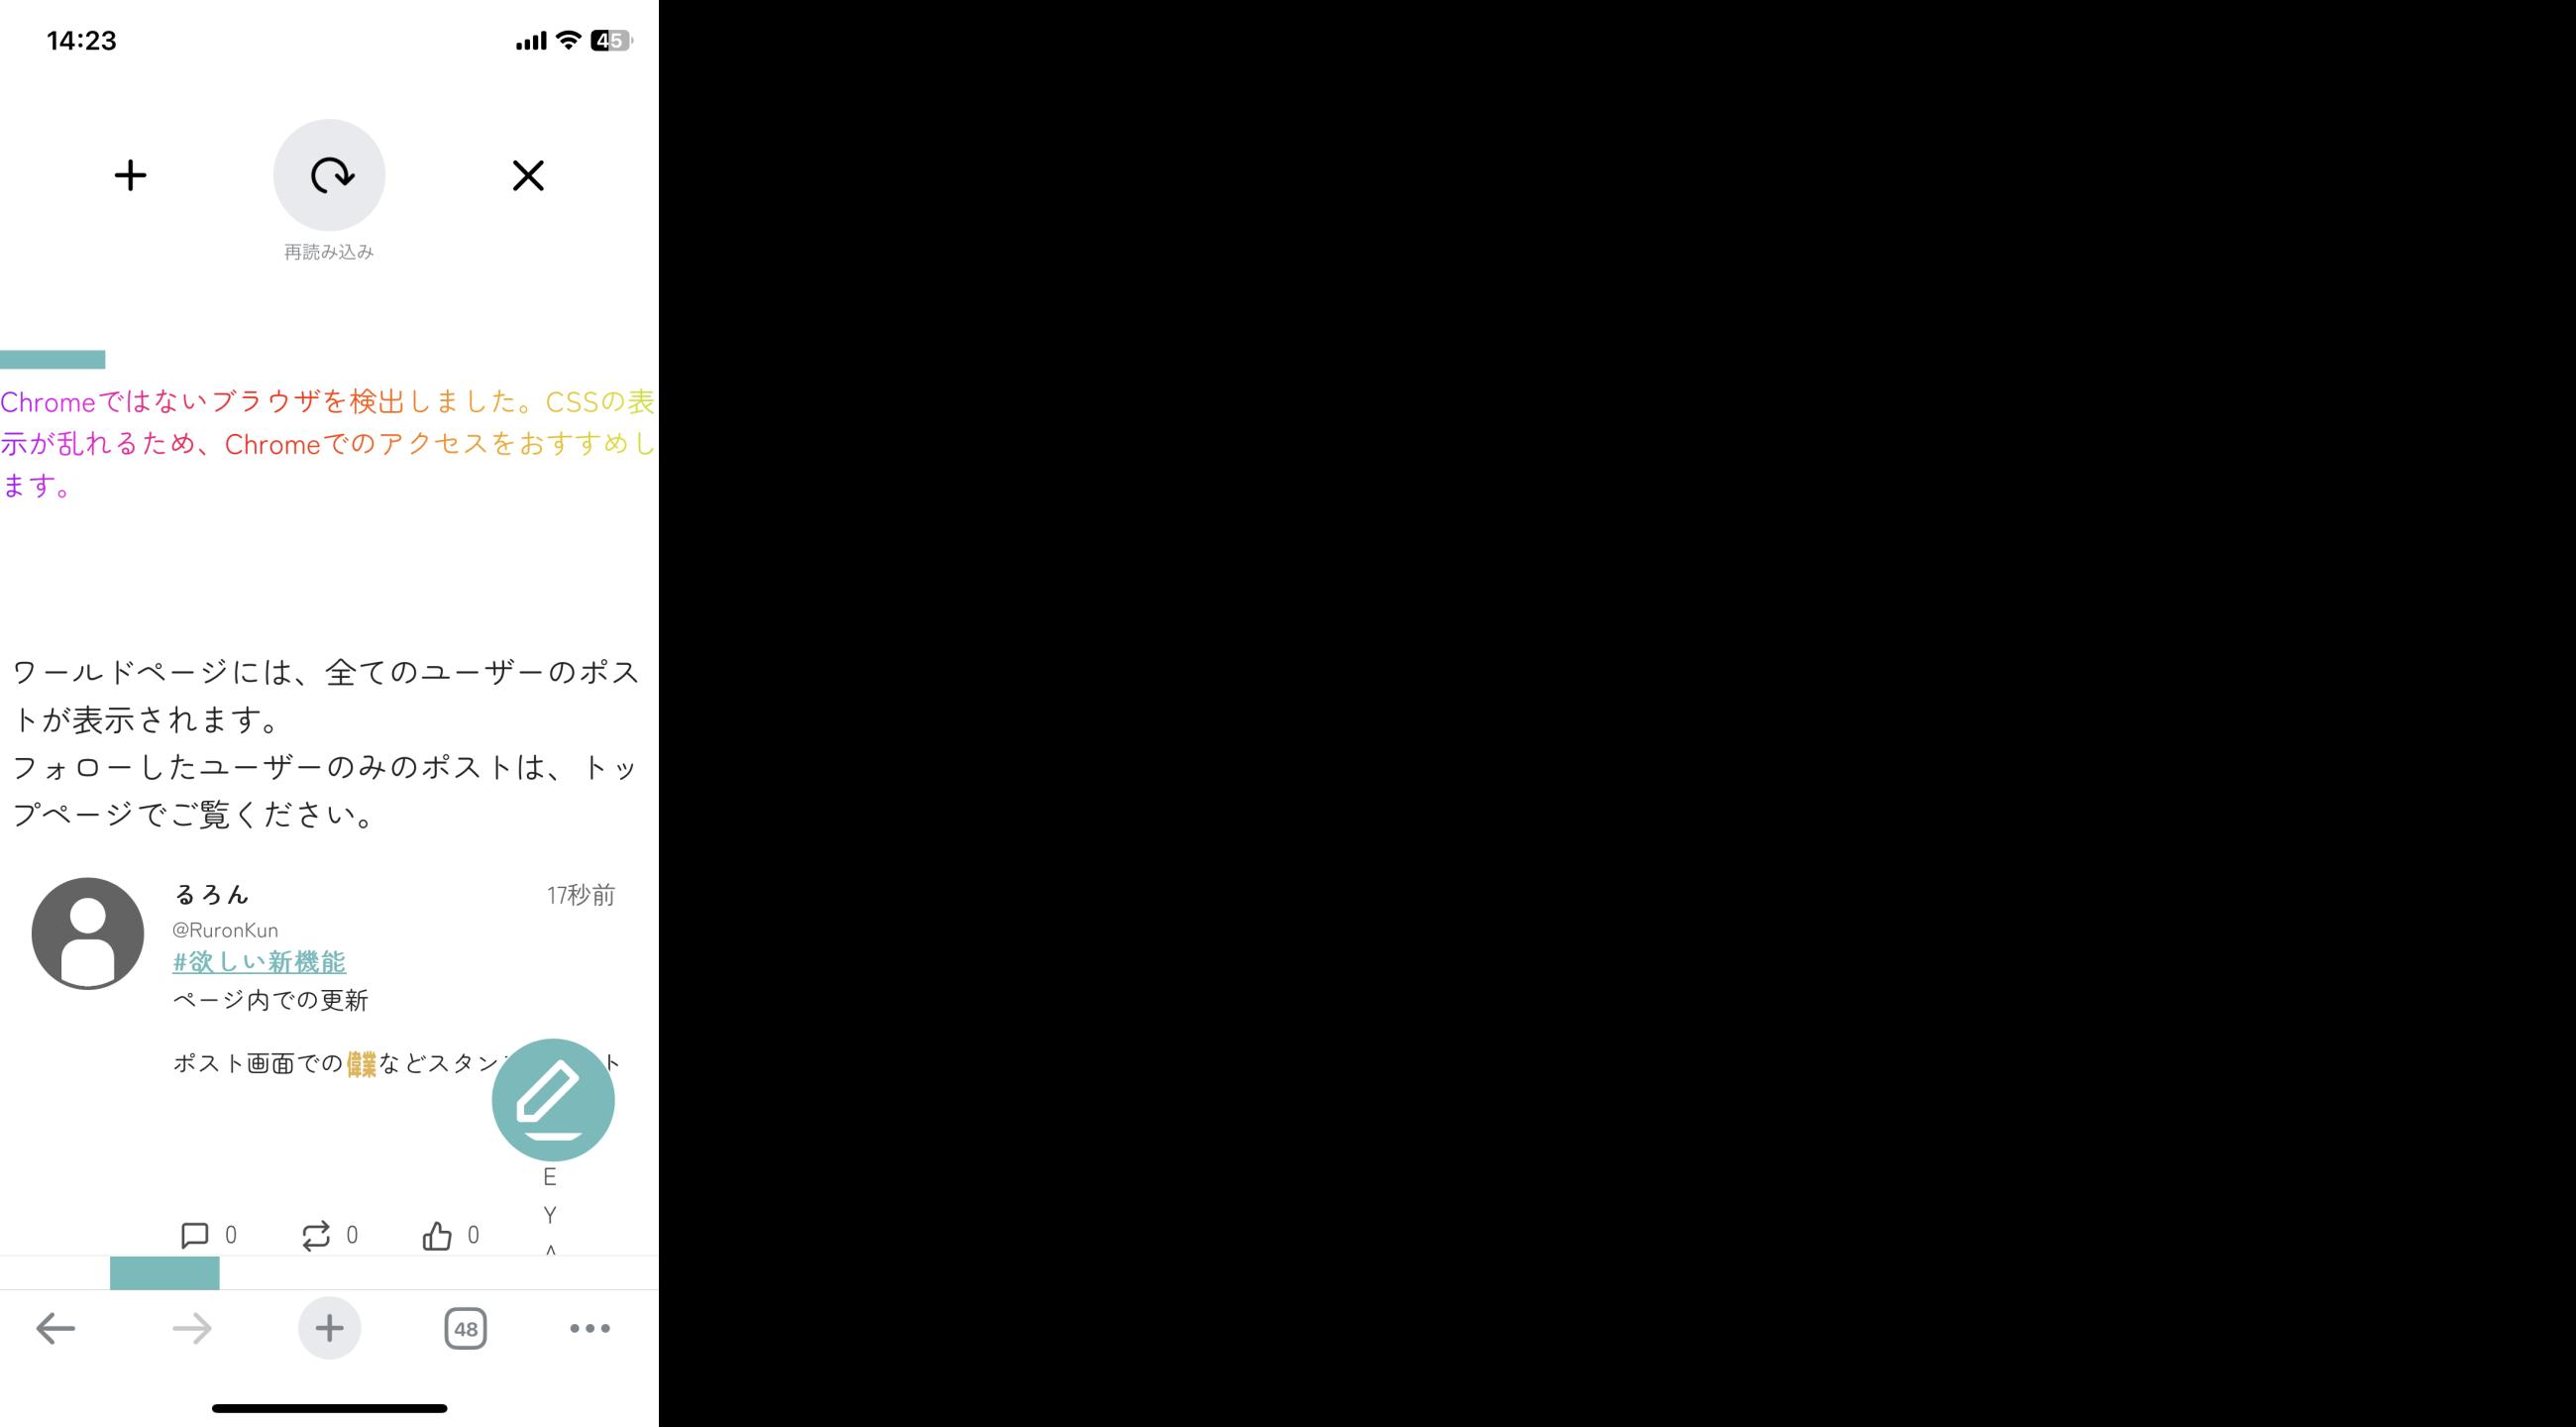 14:23
45
再読み込み
Chromeではないブラウザを検出しました。CSSの表
示が乱れるため、Chromeでのアクセスをおすすめし
ます。
ワールドページには、全てのユーザーのポス
トが表示されます。
フォローしたユーザーのみのポストは、トッ
プページでご覧ください。
るろん
17秒前
@RuronKun
#欲しい新機能
ページ内での更新
ポスト画面での偉業などスタン ト
E
Y
0
0
0
48